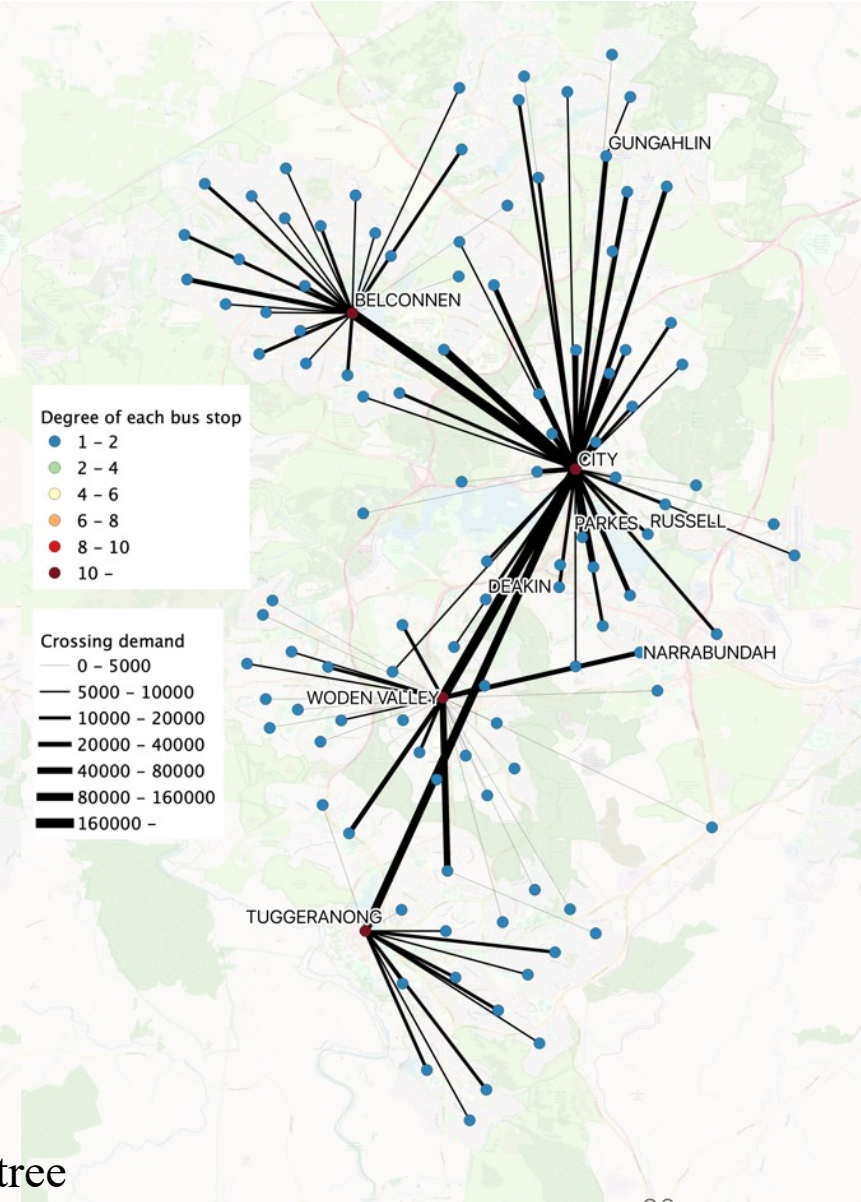 GUNGAHLIN
BELCONNEN
Degree of each bus stop
1 – 2
2 – 4
4 – 6
6 – 8
8 – 10
10 –
CITY
PARKES
RUSSELL
DEAKIN
Crossing demand
0 – 5000
5000 – 10000
10000 – 20000
20000 – 40000
40000 – 80000
80000 – 160000
160000 –
NARRABUNDAH
WODEN VALLEY
TUGGERANONG
tree